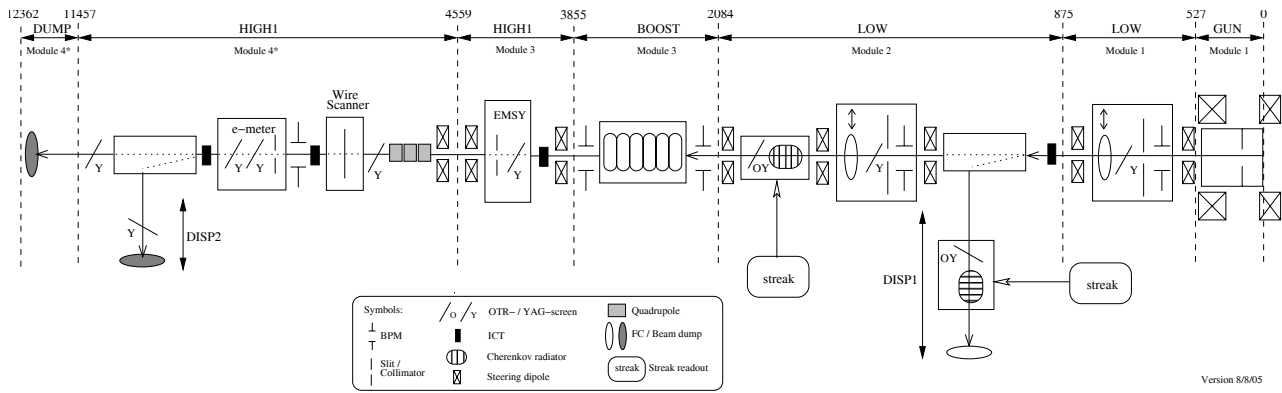 12362 11457 4559 3855 2084 875 527 0
DUMP HIGH1 HIGH1 BOOST LOW LOW GUN
Module 4* Module 4* Module 3 Module 3 Module 2 Module 1 Module 1
Wire
Scanner
e-meter
EMSY
Y Y Y Y Y OY Y Y
Y
DISP2
OY
DISP1
streak
streak
Symbols:
BPM
Slit /
Collimator
O Y OTR- / YAG-screen
ICT
Cherenkov radiator
Steering dipole
Quadrupole
FC / Beam dump
streak Streak readout
Version 8/8/05